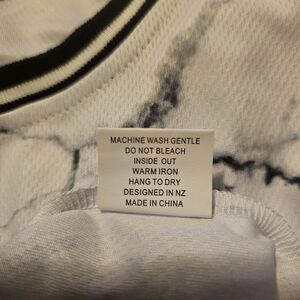 MACHINE WASH GENTLE
DO NOT BLEACH
INSIDE OUT
WARM IRON
HANG TO DRY
DESIGNED IN NZ
MADE IN CHINA